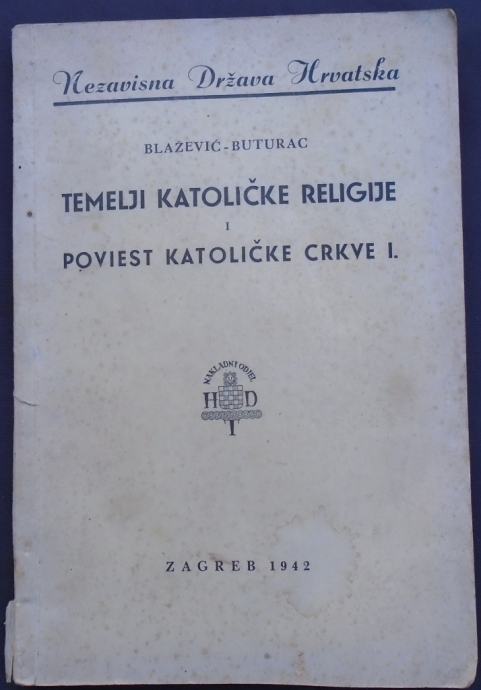 Nezavisna Država Hrvatska
BLAŽEVIĆ-BUTURAC
TEMELJI KATOLIČKE RELIGIJE
I
POVIEST KATOLIČKE CRKVE I.
NAKLADNI ODJEL
H D
I
ZAGREB 1942